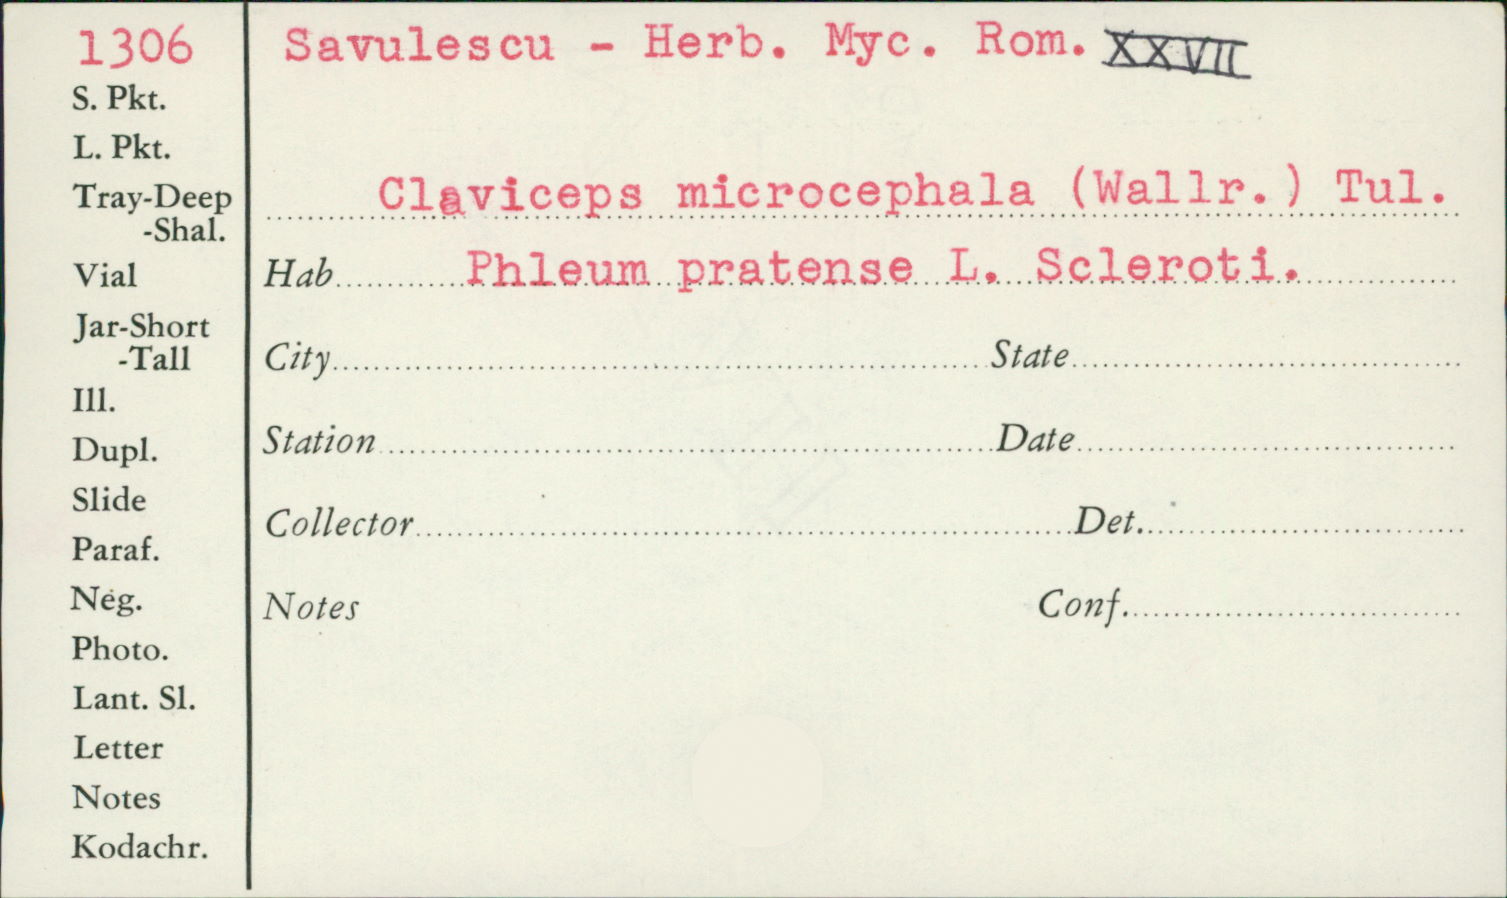 1306
Savulescu - Herb. Myc. Rom. XXVII
S. Pkt.
L. Pkt.
Tray-Deep
-Shal.
Vial
Jar-Short
-Tall
Ill.
Dupl.
Slide
Paraf.
Neg.
Photo.
Lant. Sl.
Letter
Notes
Kodachr.
Claviceps microcephala (Wallr.) Tul.
Hab Phleum pratense L. Scleroti.
City State
Station Date
Collector Det.
Notes Conf.